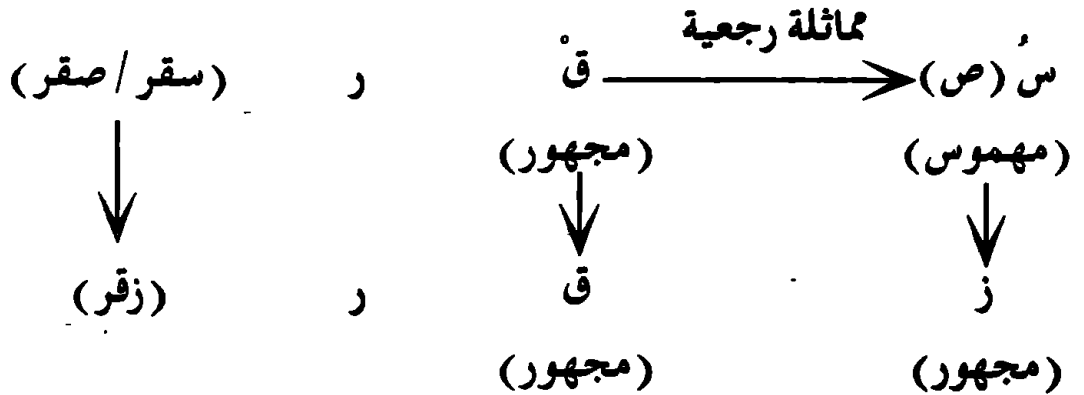 مماثلة رجعية
سُ (ص) قْ ر (سقر / صقر)
(مهموس) (مجهور)
ز ق ر (زقر)
(مجهور) (مجهور)